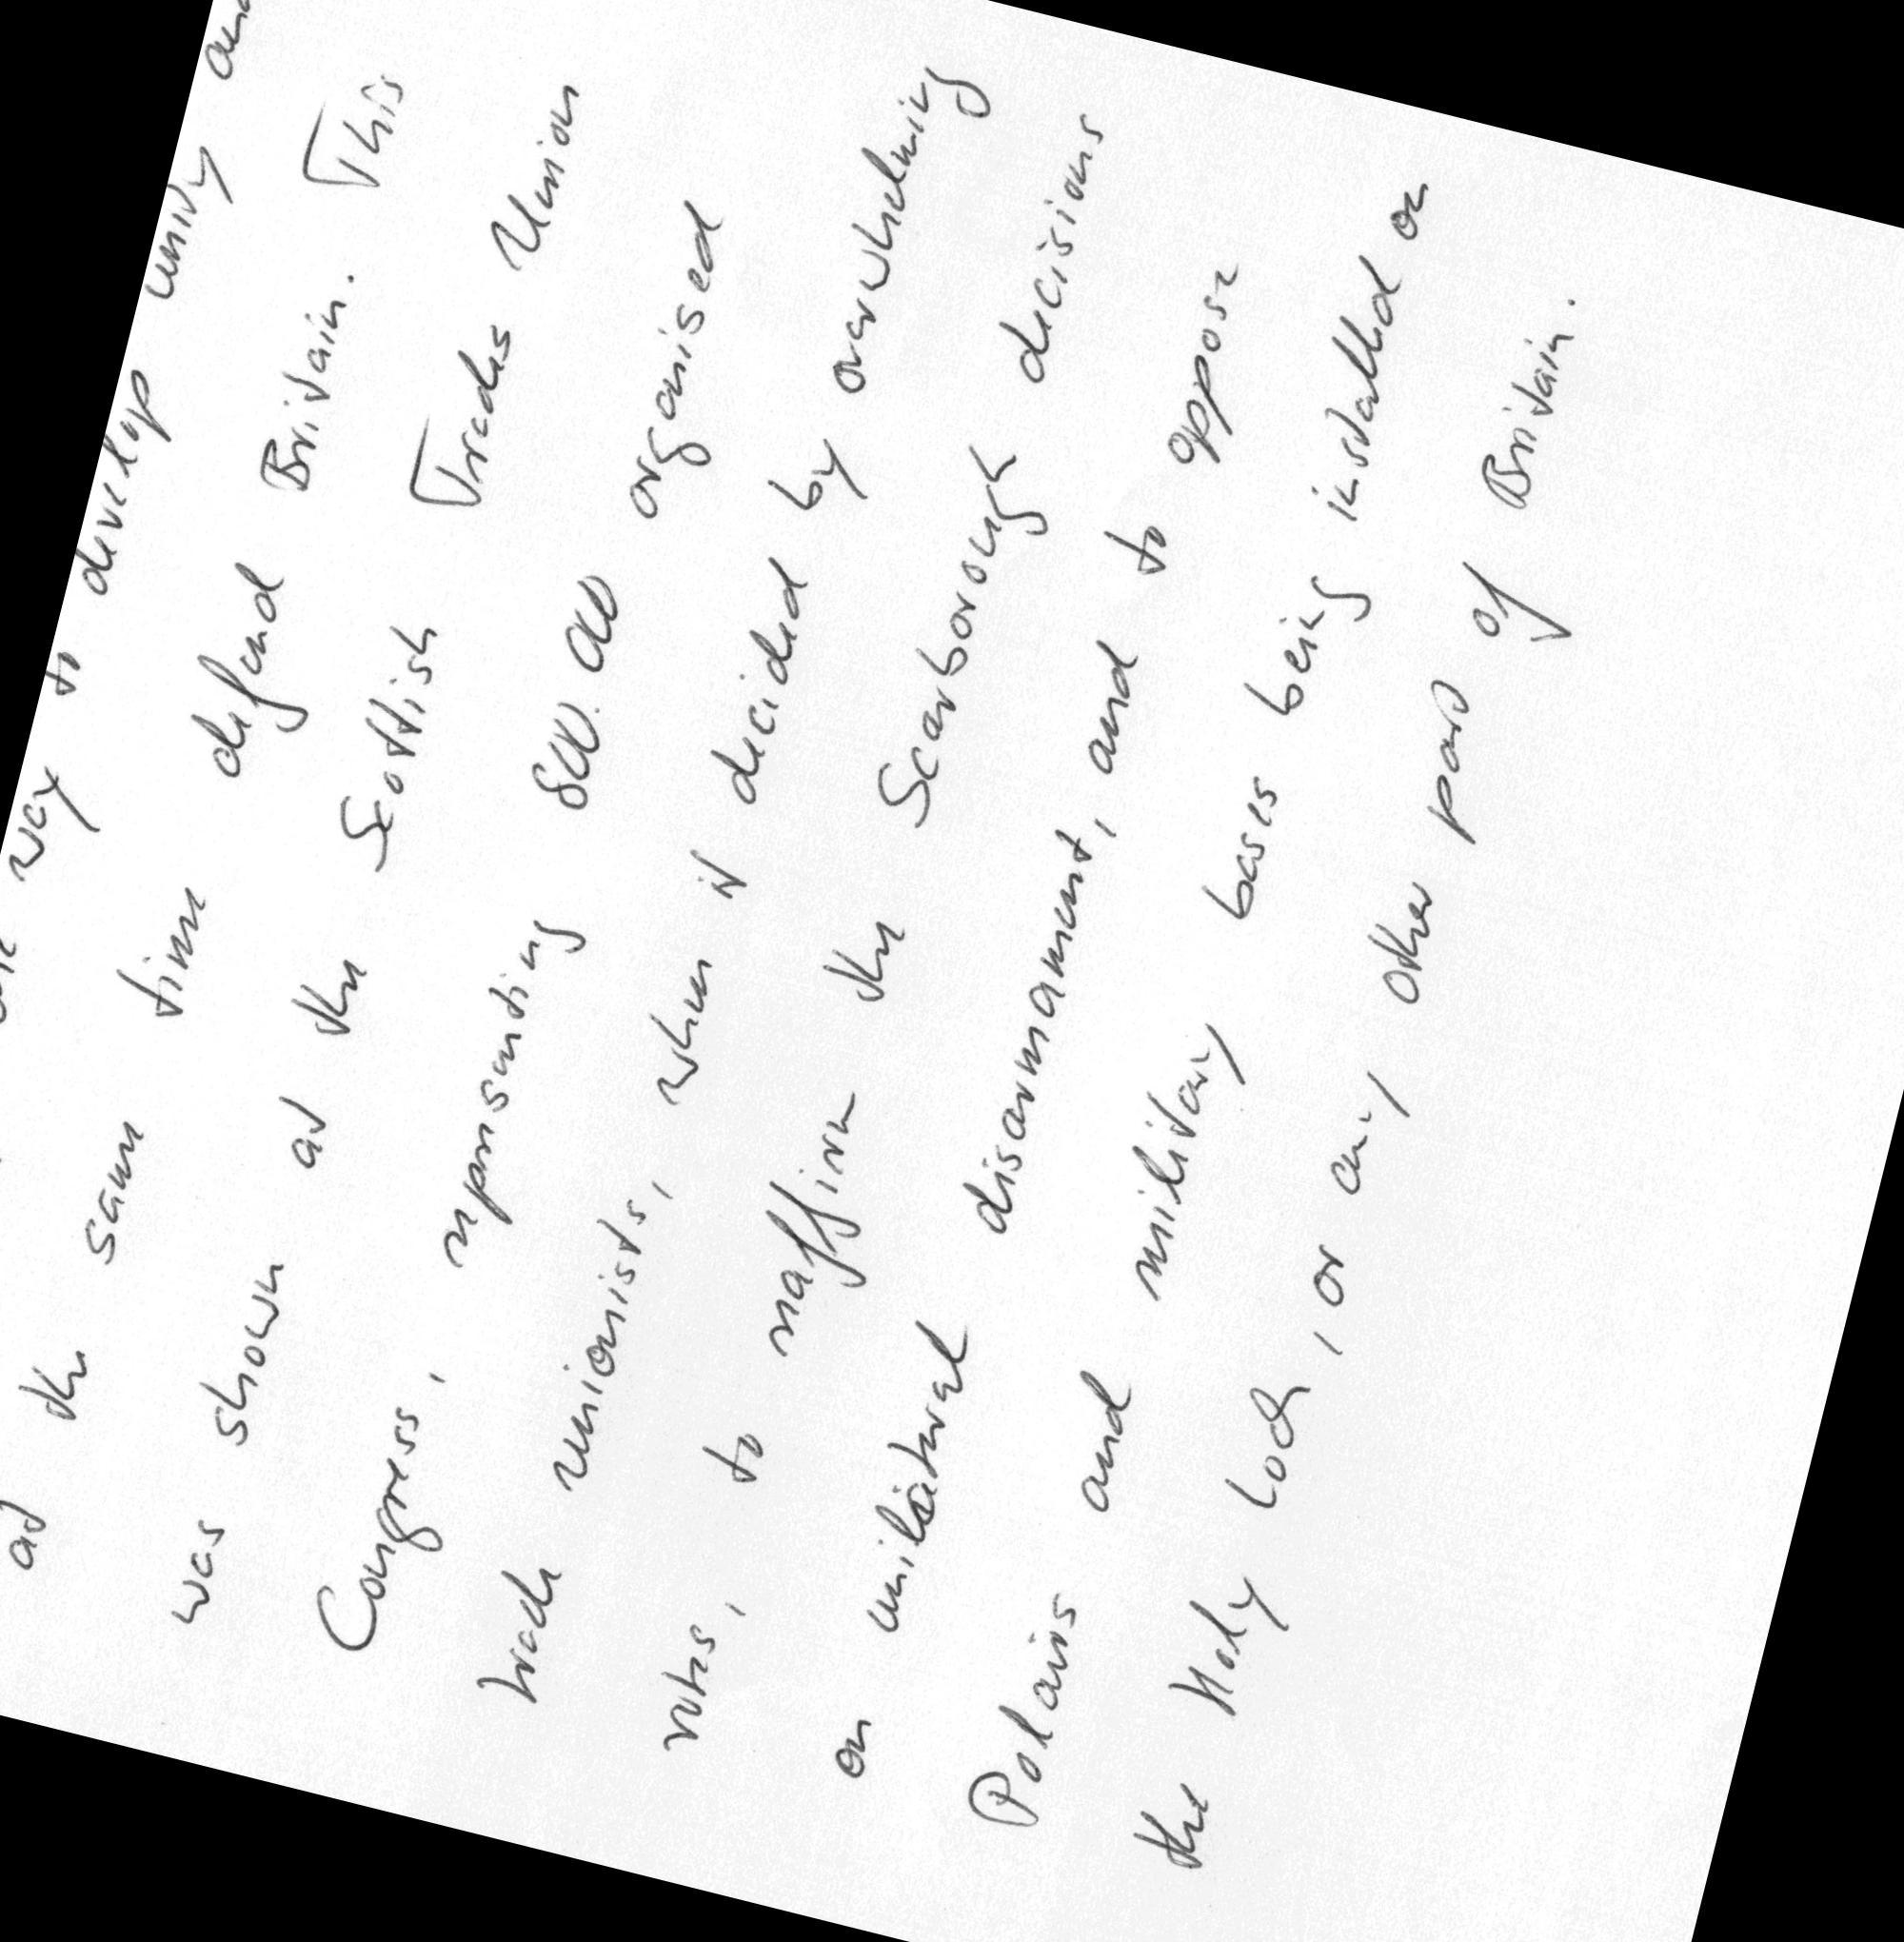 way to develop unity and
at the same time defend Britain. This
was shown at the Scottish Trades Union
Congress, representing 800.000 organised
trade unionists, when it decided by overwhelming
votes, to reaffirm the Scarborough decisions
on unilateral disarmament, and to oppose
Polaris and military bases being installed on
the Holy Loch, or any other part of Britain.